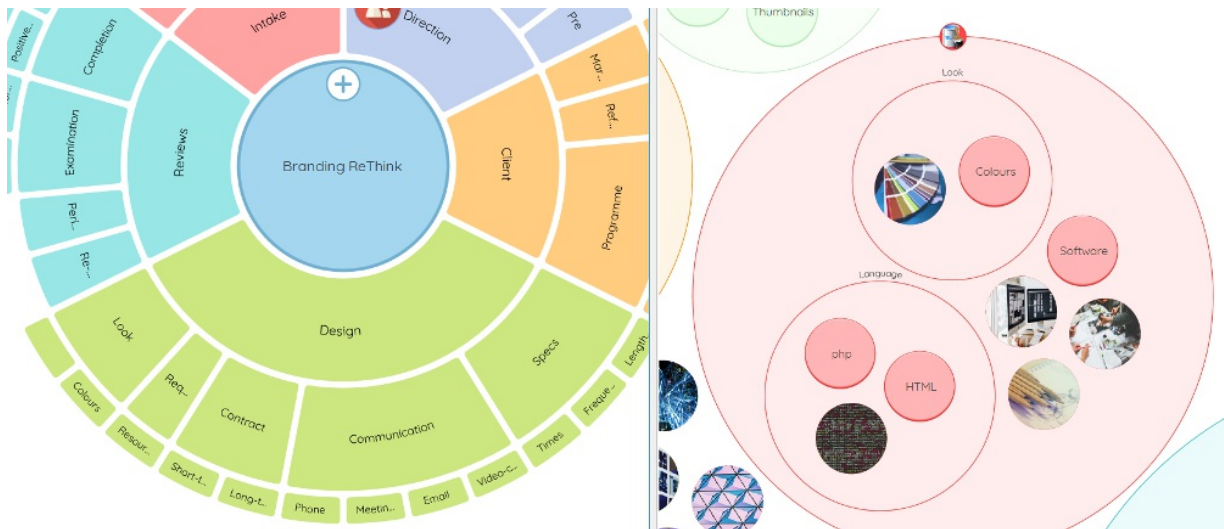 Intake
Direction
Pre
Positive...
Completion
Examination
Peri...
Re-...
Reviews
Branding ReThink
Client
Mar...
Ref...
Programme
Design
Look
Req...
Contract
Communication
Specs
Colours
Resour...
Short-t...
Long-t...
Phone
Meetin...
Email
Video-c...
Times
Freque...
Length
Thumbnails
Look
Colours
Software
Language
php
HTML